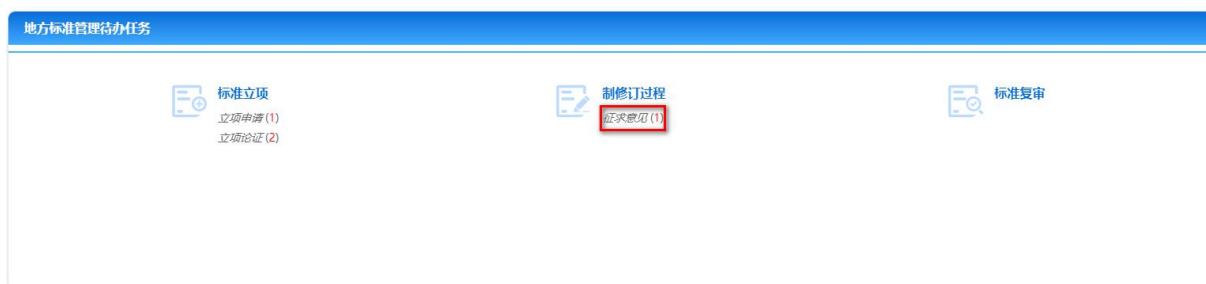 地方标准管理待办任务
标准立项
立项申请(1)
立项论证(2)
制修订过程
征求意见(1)
标准复审